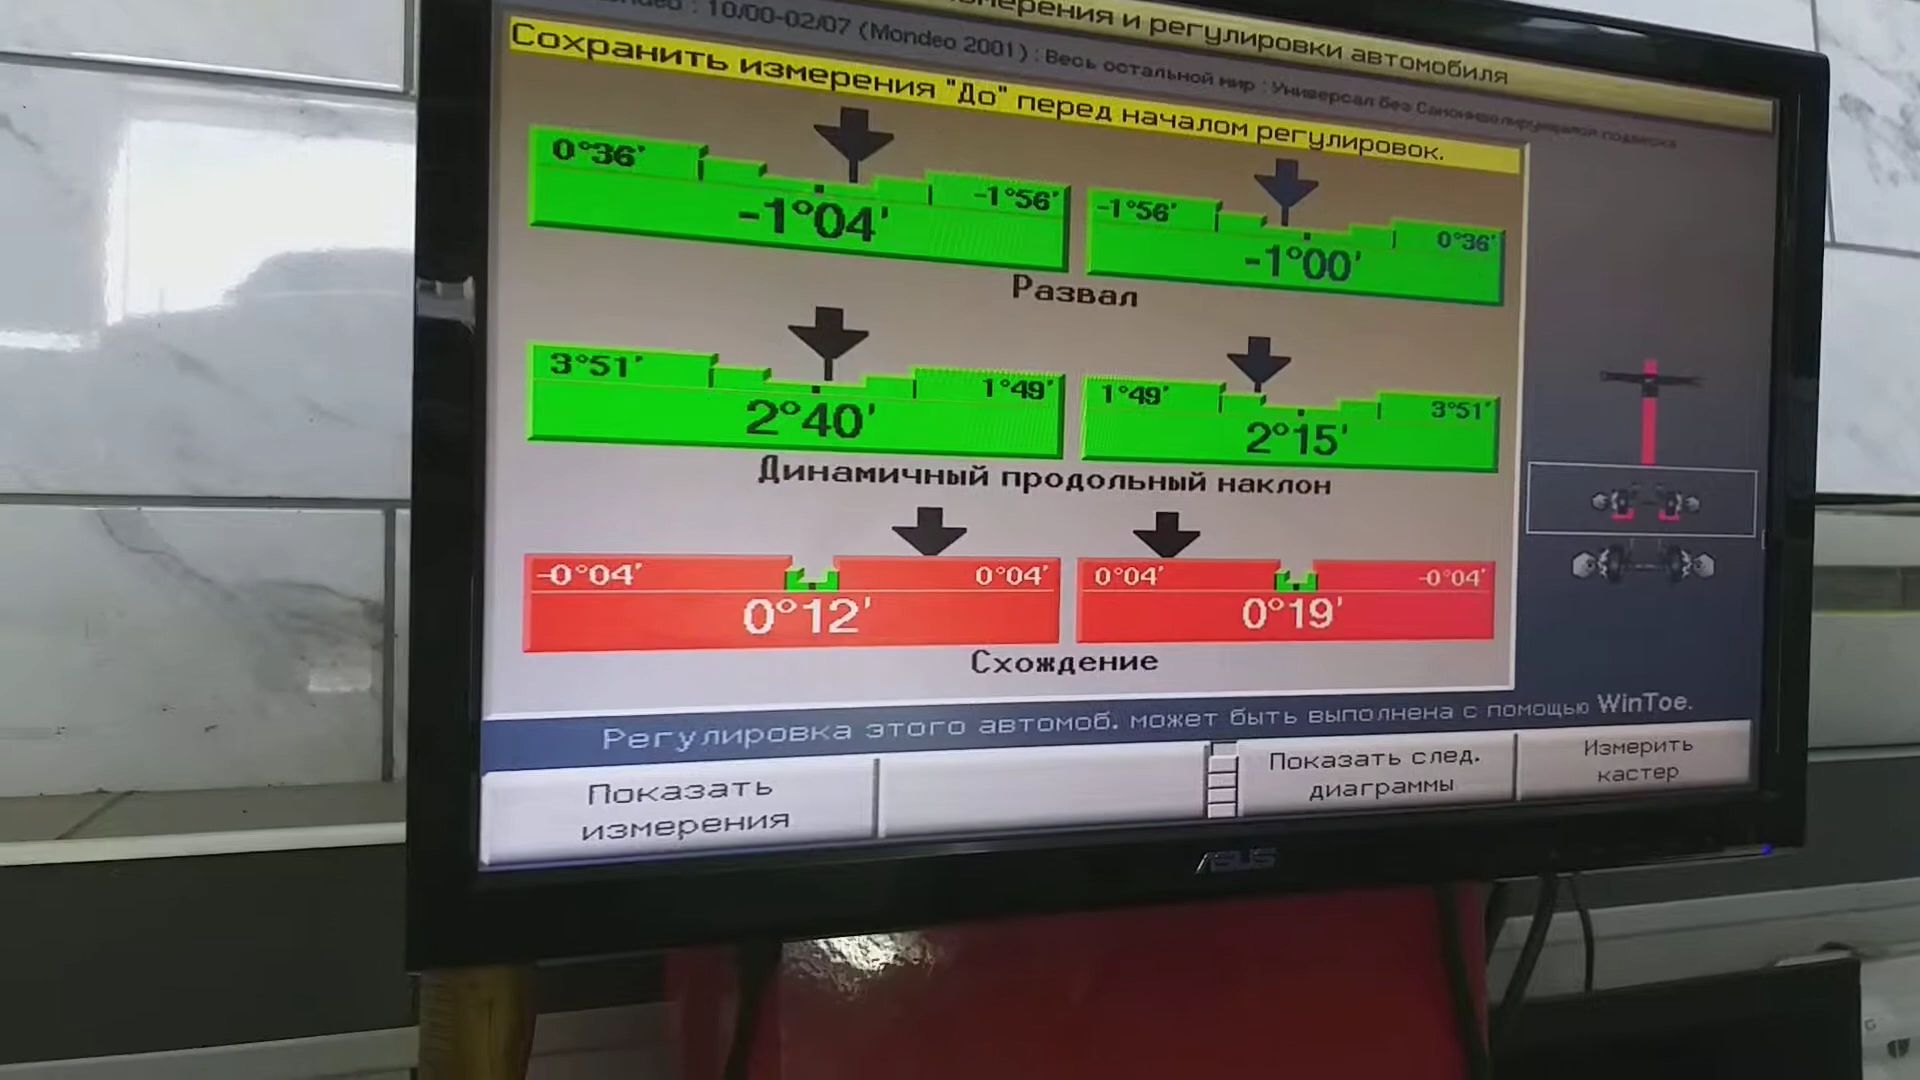 измерения и регулировки автомобиля
: 10/00-02/07 (Mondeo 2001) : Весь остальной мир : Универсал без Самонивелирующаяся подвеска
Сохранить измерения "До" перед началом регулировок.
0°36' -1°56' -1°56' 0°36'
-1°04' -1°00'
Развал
3°51' 1°49' 1°49' 3°51'
2°40' 2°15'
Динамичный продольный наклон
-0°04' 0°04' 0°04' -0°04'
0°12' 0°19'
Схождение
Регулировка этого автомоб. может быть выполнена с помощью WinToe.
Показать
измерения
Показать след.
диаграммы
Измерить
кастер
ASUS